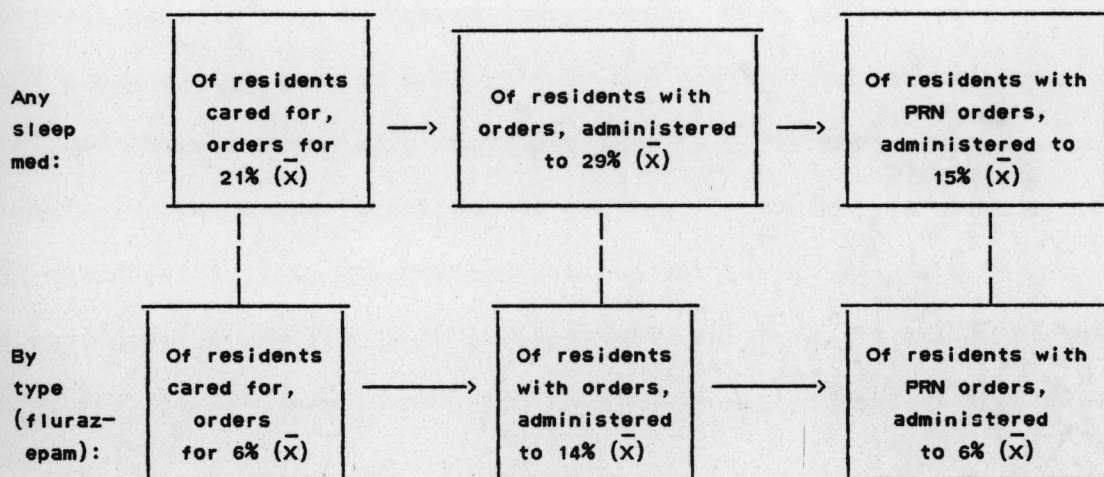 Any
sleep
med:
Of residents
cared for,
orders for
21% (x̄)
Of residents with
orders, administered
to 29% (x̄)
Of residents with
PRN orders,
administered to
15% (x̄)
By
type
(fluraz-
epam):
Of residents
cared for,
orders
for 6% (x̄)
Of residents
with orders,
administered
to 14% (x̄)
Of residents with
PRN orders,
administered
to 6% (x̄)